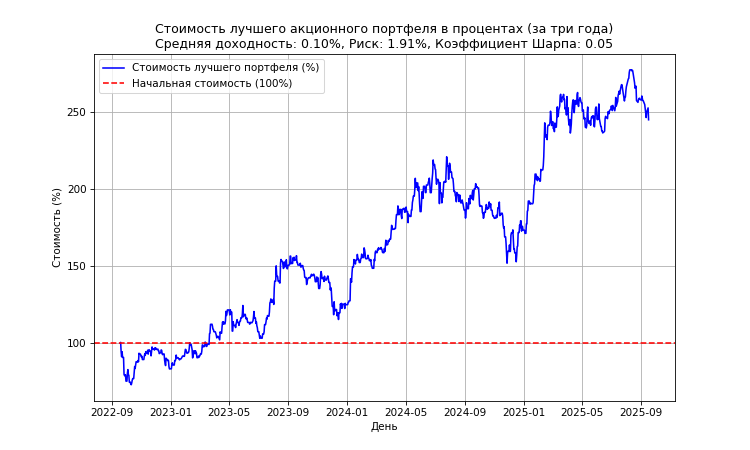 Стоимость лучшего акционного портфеля в процентах (за три года)
Средняя доходность: 0.10%, Риск: 1.91%, Коэффициент Шарпа: 0.05
Стоимость лучшего портфеля (%)
Начальная стоимость (100%)
Стоимость (%)
250
200
150
100
2022-09 2023-01 2023-05 2023-09 2024-01 2024-05 2024-09 2025-01 2025-05 2025-09
День